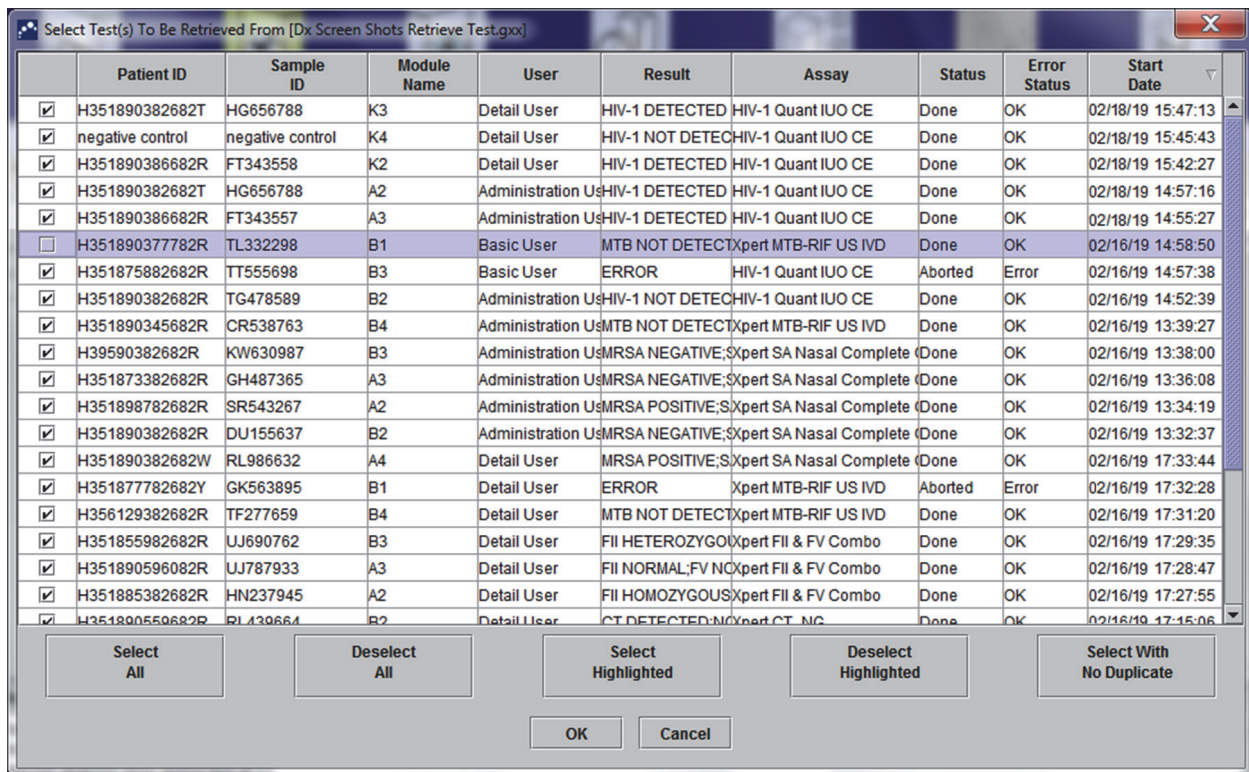 Select Test(s) To Be Retrieved From [Dx Screen Shots Retrieve Test.gxx]
Patient ID Sample ID Module Name User Result Assay Status Error Status Start Date
H351890382682T HG656788 K3 Detail User HIV-1 DETECTED HIV-1 Quant IUO CE Done OK 02/18/19 15:47:13
negative control negative control K4 Detail User HIV-1 NOT DETEC HIV-1 Quant IUO CE Done OK 02/18/19 15:45:43
H351890386682R FT343558 K2 Detail User HIV-1 DETECTED HIV-1 Quant IUO CE Done OK 02/18/19 15:42:27
H351890382682T HG656788 A2 Administration Us HIV-1 DETECTED HIV-1 Quant IUO CE Done OK 02/18/19 14:57:16
H351890386682R FT343557 A3 Administration Us HIV-1 DETECTED HIV-1 Quant IUO CE Done OK 02/18/19 14:55:27
H351890377782R TL332298 B1 Basic User MTB NOT DETECT Xpert MTB-RIF US IVD Done OK 02/16/19 14:58:50
H351875882682R TT555698 B3 Basic User ERROR HIV-1 Quant IUO CE Aborted Error 02/16/19 14:57:38
H351890382682R TG478589 B2 Administration Us HIV-1 NOT DETEC HIV-1 Quant IUO CE Done OK 02/16/19 14:52:39
H351890345682R CR538763 B4 Administration Us MTB NOT DETECT Xpert MTB-RIF US IVD Done OK 02/16/19 13:39:27
H39590382682R KW630987 B3 Administration Us MRSA NEGATIVE;S Xpert SA Nasal Complete Done OK 02/16/19 13:38:00
H351873382682R GH487365 A3 Administration Us MRSA NEGATIVE;S Xpert SA Nasal Complete Done OK 02/16/19 13:36:08
H351898782682R SR543267 A2 Administration Us MRSA POSITIVE;S Xpert SA Nasal Complete Done OK 02/16/19 13:34:19
H351890382682R DU155637 B2 Administration Us MRSA NEGATIVE;S Xpert SA Nasal Complete Done OK 02/16/19 13:32:37
H351890382682W RL986632 A4 Detail User MRSA POSITIVE;S Xpert SA Nasal Complete Done OK 02/16/19 17:33:44
H351877782682Y GK563895 B1 Detail User ERROR Xpert MTB-RIF US IVD Aborted Error 02/16/19 17:32:28
H356129382682R TF277659 B4 Detail User MTB NOT DETECT Xpert MTB-RIF US IVD Done OK 02/16/19 17:31:20
H351855982682R UJ690762 B3 Detail User FII HETEROZYGOU Xpert FII & FV Combo Done OK 02/16/19 17:29:35
H351890596082R UJ787933 A3 Detail User FII NORMAL;FV NO Xpert FII & FV Combo Done OK 02/16/19 17:28:47
H351885382682R HN237945 A2 Detail User FII HOMOZYGOUS Xpert FII & FV Combo Done OK 02/16/19 17:27:55
H351890559682R RL439664 B2 Detail User CT DETECTED;NG Xpert CT_NG Done OK 02/16/19 17:15:06
Select All Deselect All Select Highlighted Deselect Highlighted Select With No Duplicate
OK Cancel